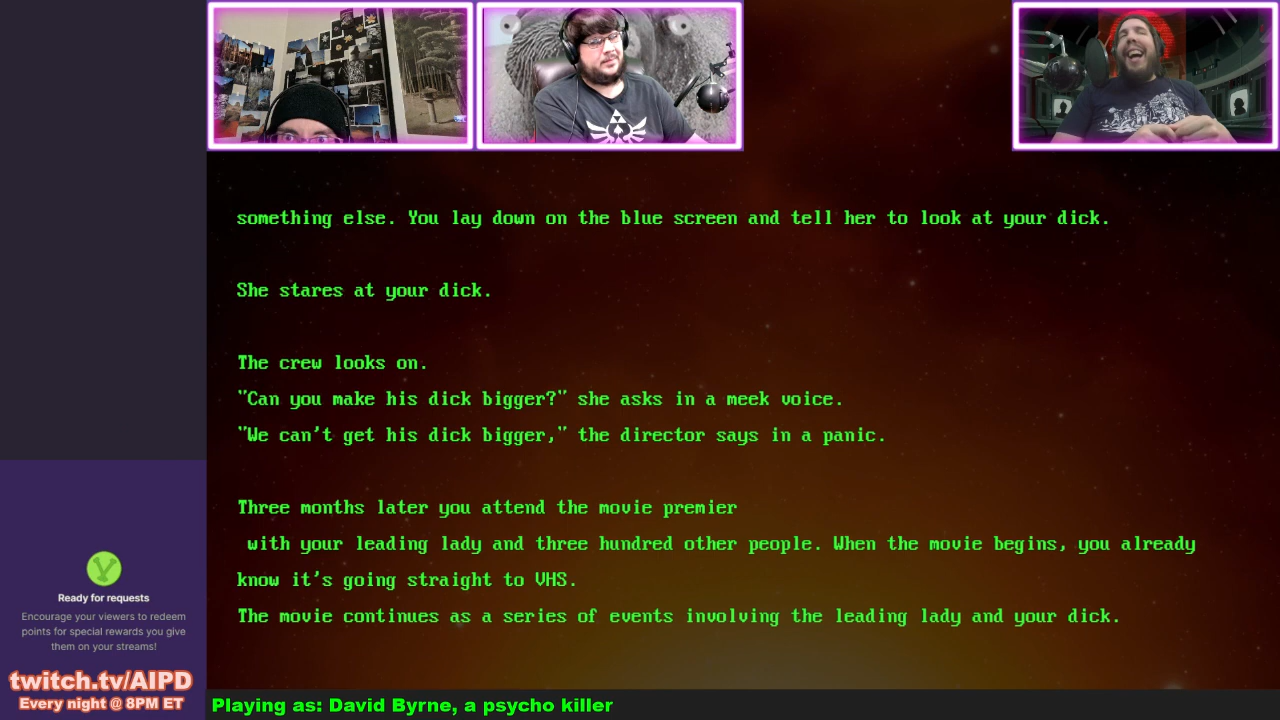 something else. You lay down on the blue screen and tell her to look at your dick.
She stares at your dick.
The crew looks on.
"Can you make his dick bigger?" she asks in a meek voice.
"We can't get his dick bigger," the director says in a panic.
Three months later you attend the movie premier
with your leading lady and three hundred other people. When the movie begins, you already
know it's going straight to VHS.
The movie continues as a series of events involving the leading lady and your dick.
Ready for requests
Encourage your viewers to redeem
points for special rewards you give
them on your streams!
twitch.tv/AIPD
Every night @ 8PM ET
Playing as: David Byrne, a psycho killer